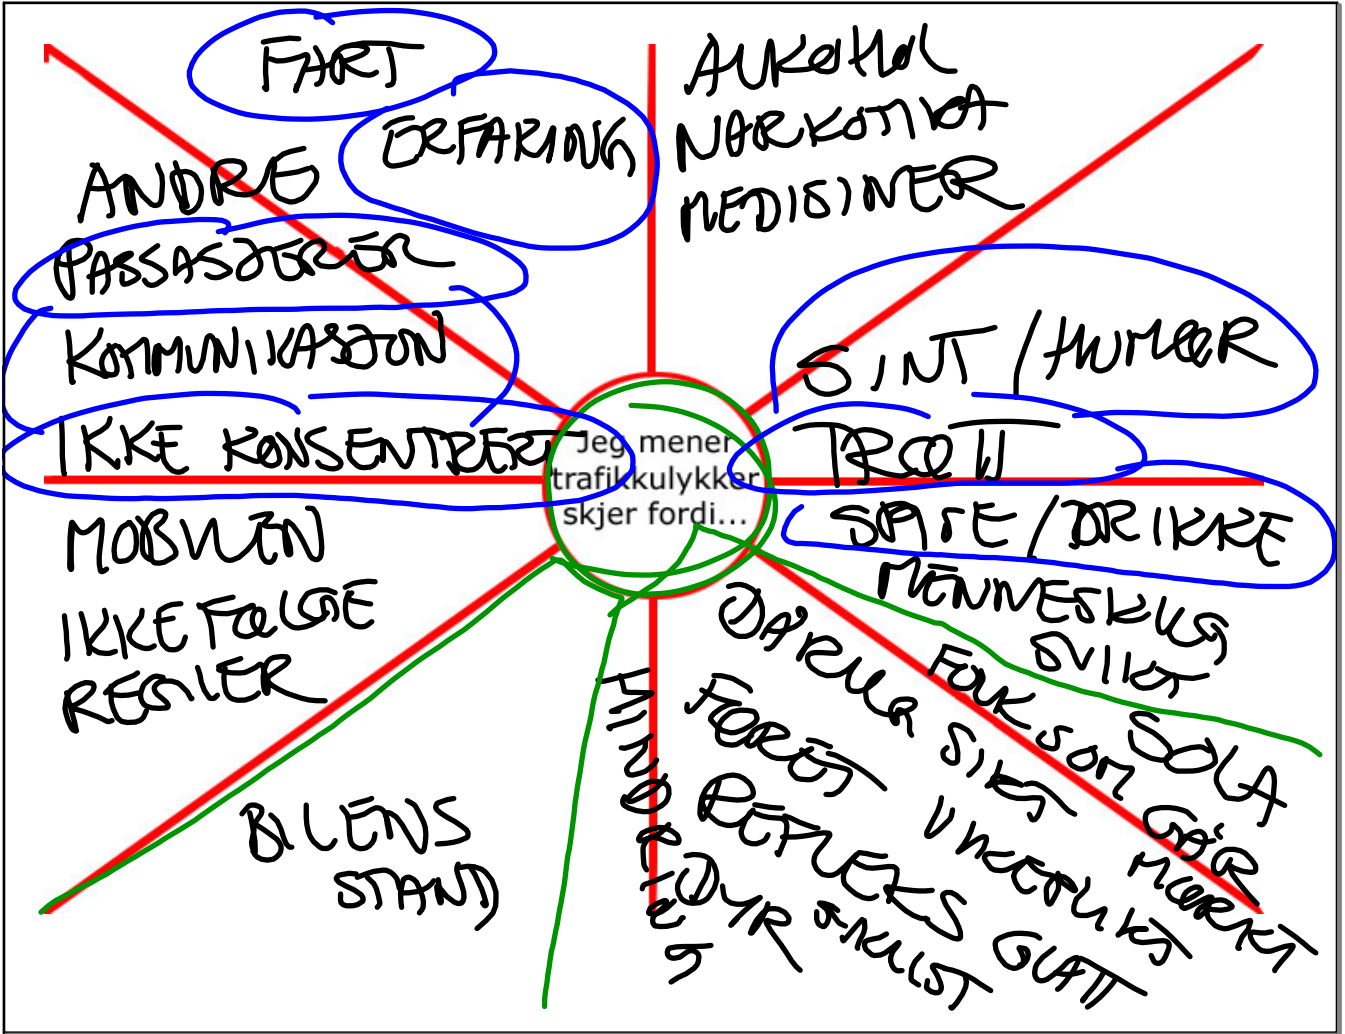 FART
ERFARING
ANDRE
PASSASJERER
KOMMUNIKASJON
IKKE KONSENTRERT
MOBILEN
IKKE FØLGE
REGLER
BILENS
STAND
ALKOHOL
NARKOTIKA
MEDISINER
SINT / HUMØR
TRØTT
SPISE / DRIKKE
MENNESKELIG
SVIKT
Jeg mener
trafikkulykker
skjer fordi...
HINDRING
DÅRLIG SIKT
FØRET
REFLEKS
DYR
SYKLIST
VIKEPLIKT
GLATT
FOLK SOM GÅR
MØRKT
SOLA